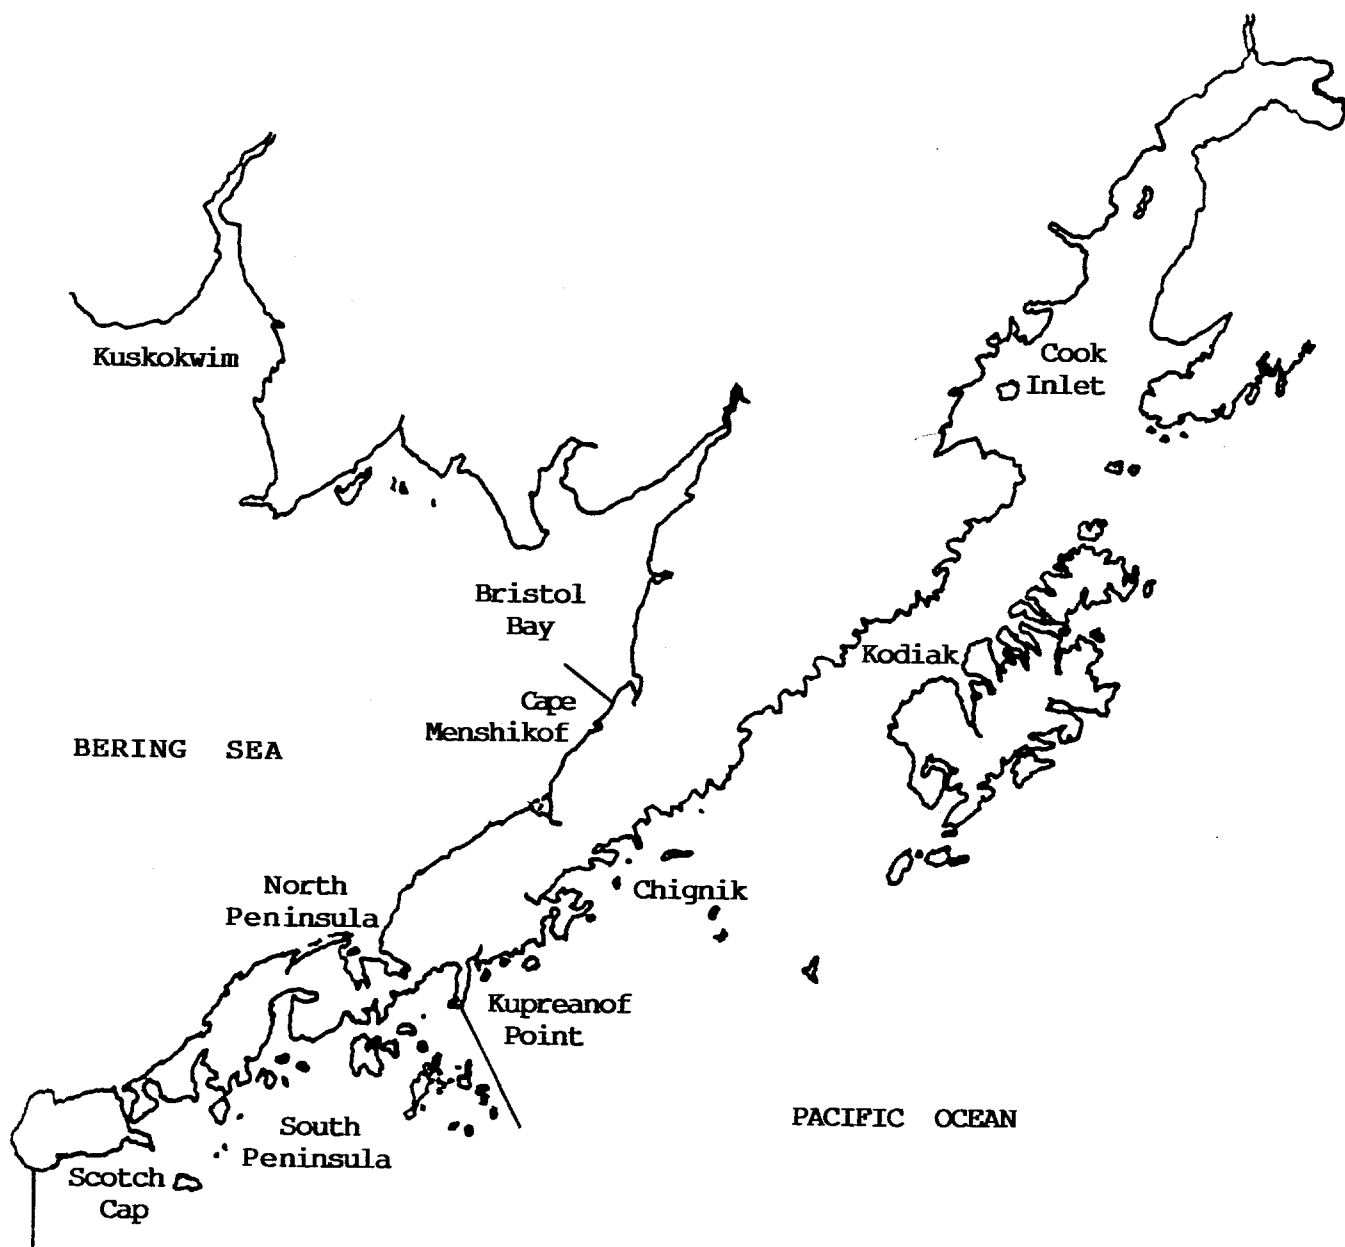 Kuskokwim
Cook
Inlet
Bristol
Bay
Kodiak
Cape
Menshikof
BERING SEA
North
Peninsula
Chignik
Kupreanof
Point
PACIFIC OCEAN
South
Peninsula
Scotch
Cap